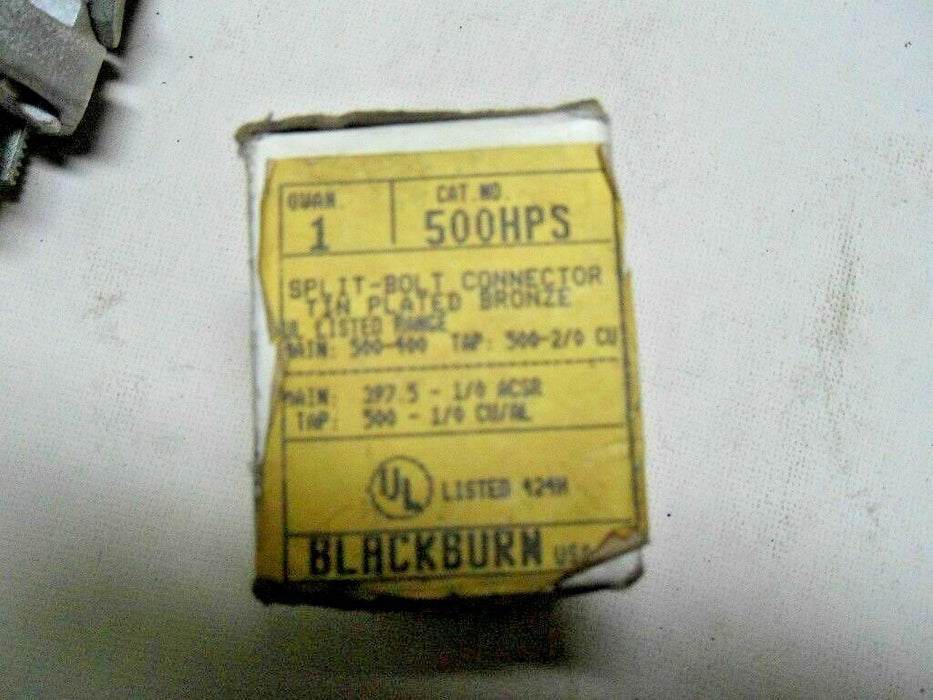 QUAN. CAT.NO.
1 500HPS
SPLIT-BOLT CONNECTOR
TIN PLATED BRONZE
UL LISTED RANGE
MAIN: 500-400 TAP: 500-2/0 CU
MAIN: 397.5 - 1/0 ACSR
TAP: 500 - 1/0 CU/AL
UL LISTED 424H
BLACKBURN USA